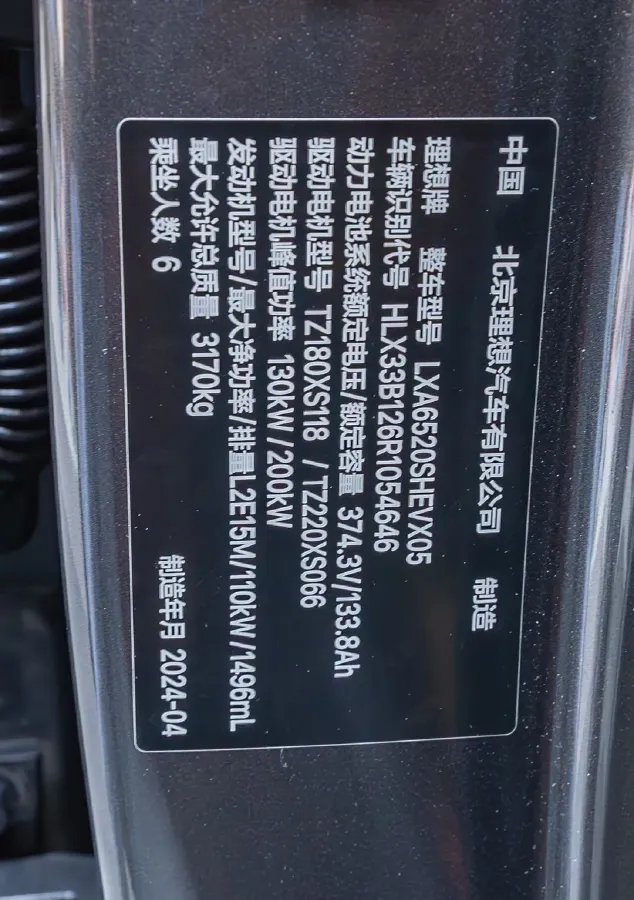 中国 北京理想汽车有限公司 制造
理想牌 整车型号 LXA6520SHEVX05
车辆识别代号 HLX33B126R1054646
动力电池系统额定电压/额定容量 374.3V/133.8Ah
驱动电机型号 TZ180XS118 /TZ220XS066
驱动电机峰值功率 130kW/200kW
发动机型号/最大净功率/排量L2E15M/110kW/1496mL
最大允许总质量 3170kg
乘坐人数 6 制造年月 2024-04